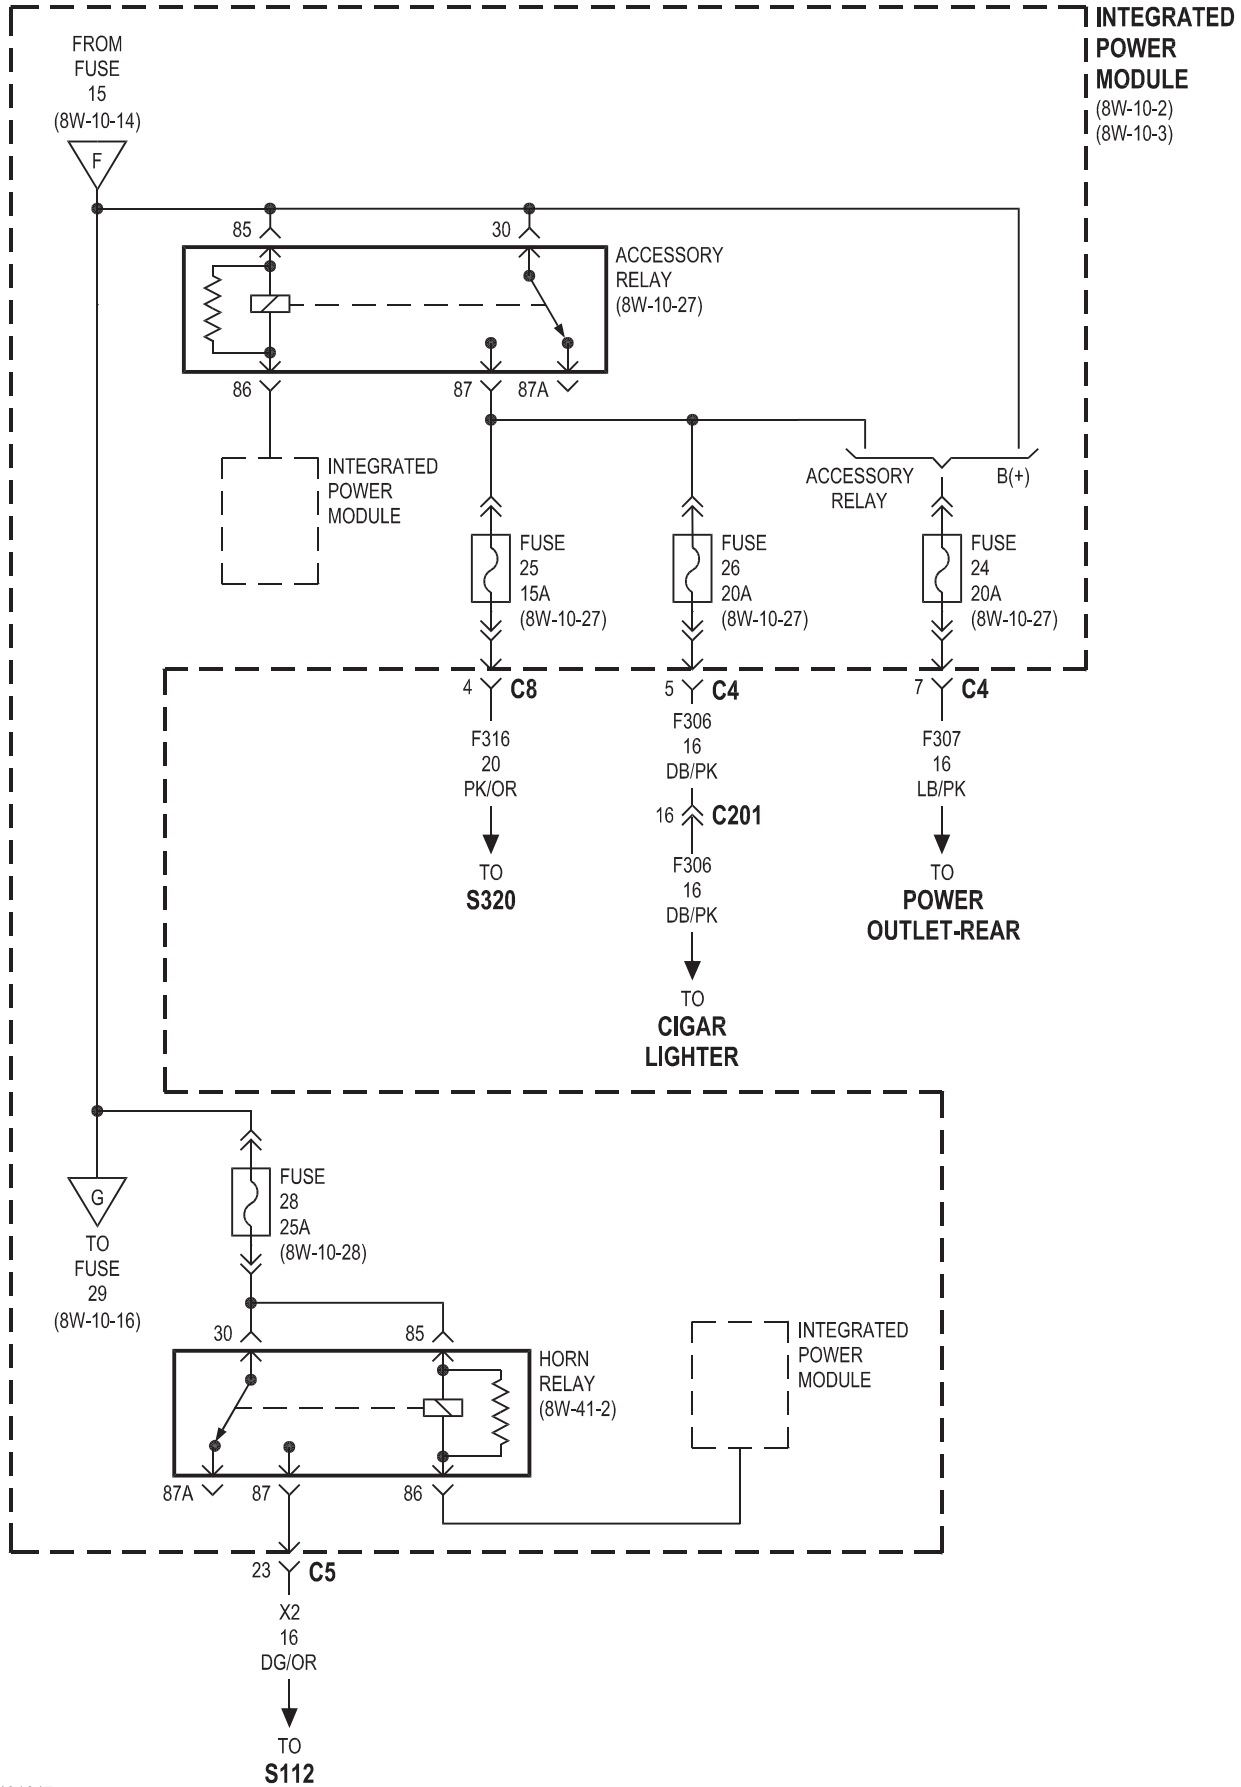 INTEGRATED
POWER
MODULE
(8W-10-2)
(8W-10-3)
FROM
FUSE
15
(8W-10-14)
F
85
30
ACCESSORY
RELAY
(8W-10-27)
86
87
87A
INTEGRATED
POWER
MODULE
ACCESSORY
RELAY
B(+)
FUSE
25
15A
(8W-10-27)
FUSE
26
20A
(8W-10-27)
FUSE
24
20A
(8W-10-27)
4
C8
5
C4
7
C4
F316
20
PK/OR
TO
S320
F306
16
DB/PK
16
C201
F306
16
DB/PK
TO
CIGAR
LIGHTER
F307
16
LB/PK
TO
POWER
OUTLET-REAR
G
TO
FUSE
29
(8W-10-16)
FUSE
28
25A
(8W-10-28)
30
85
HORN
RELAY
(8W-41-2)
INTEGRATED
POWER
MODULE
87A
87
86
23
C5
X2
16
DG/OR
TO
S112